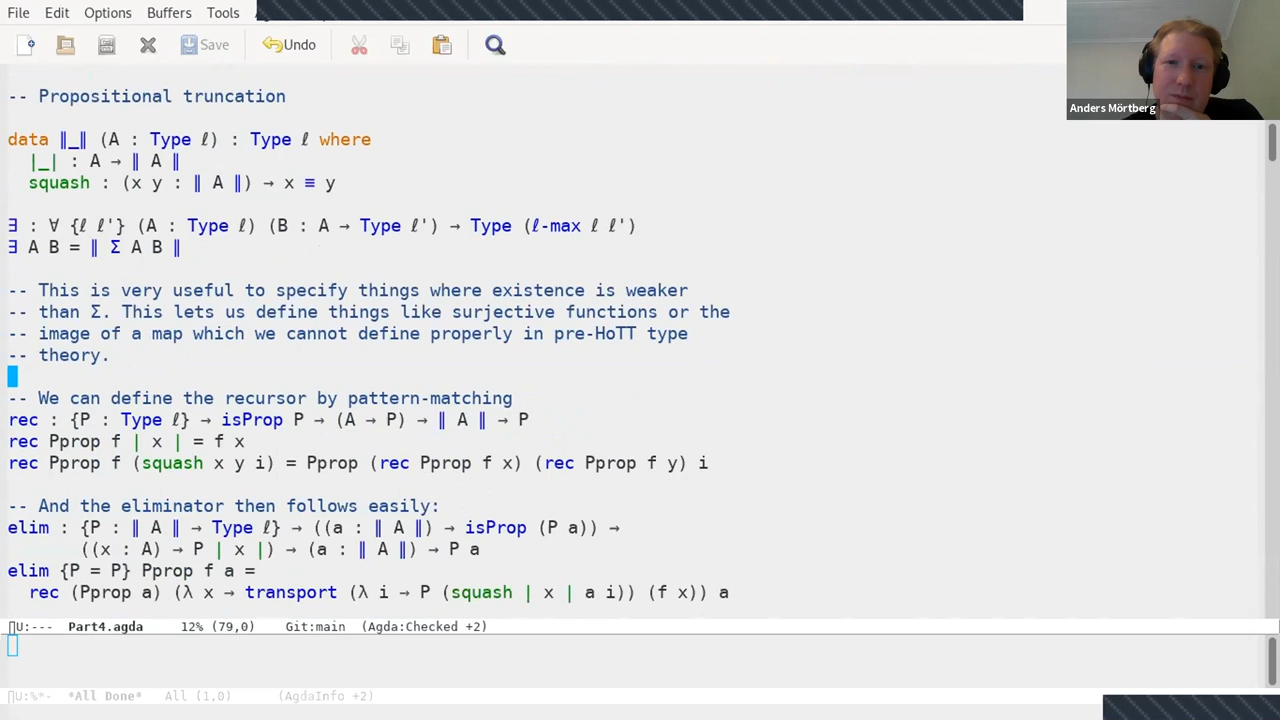 File Edit Options Buffers Tools
Save Undo
Anders Mörtberg
-- Propositional truncation
data ∥_∥ (A : Type ℓ) : Type ℓ where
|_| : A → ∥ A ∥
squash : (x y : ∥ A ∥) → x ≡ y
∃ : ∀ {ℓ ℓ'} (A : Type ℓ) (B : A → Type ℓ') → Type (ℓ-max ℓ ℓ')
∃ A B = ∥ Σ A B ∥
-- This is very useful to specify things where existence is weaker
-- than Σ. This lets us define things like surjective functions or the
-- image of a map which we cannot define properly in pre-HoTT type
-- theory.
-- We can define the recursor by pattern-matching
rec : {P : Type ℓ} → isProp P → (A → P) → ∥ A ∥ → P
rec Pprop f | x | = f x
rec Pprop f (squash x y i) = Pprop (rec Pprop f x) (rec Pprop f y) i
-- And the eliminator then follows easily:
elim : {P : ∥ A ∥ → Type ℓ} → ((a : ∥ A ∥) → isProp (P a)) →
((x : A) → P | x |) → (a : ∥ A ∥) → P a
elim {P = P} Pprop f a =
rec (Pprop a) (λ x → transport (λ i → P (squash | x | a i)) (f x)) a
U:--- Part4.agda 12% (79,0) Git:main (Agda:Checked +2)
U:%*- *All Done* All (1,0) (AgdaInfo +2)